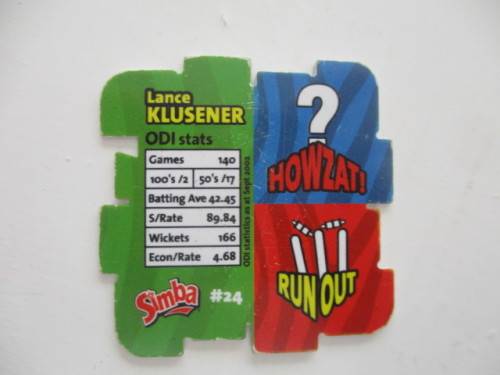 Lance
KLUSENER
ODI stats
Games 140
100's /2 50's /17
Batting Ave 42.45
S/Rate 89.84
Wickets 166
Econ/Rate 4.68
ODI statistics as at Sept 2002
Simba #24
?
HOWZAT!
RUN OUT